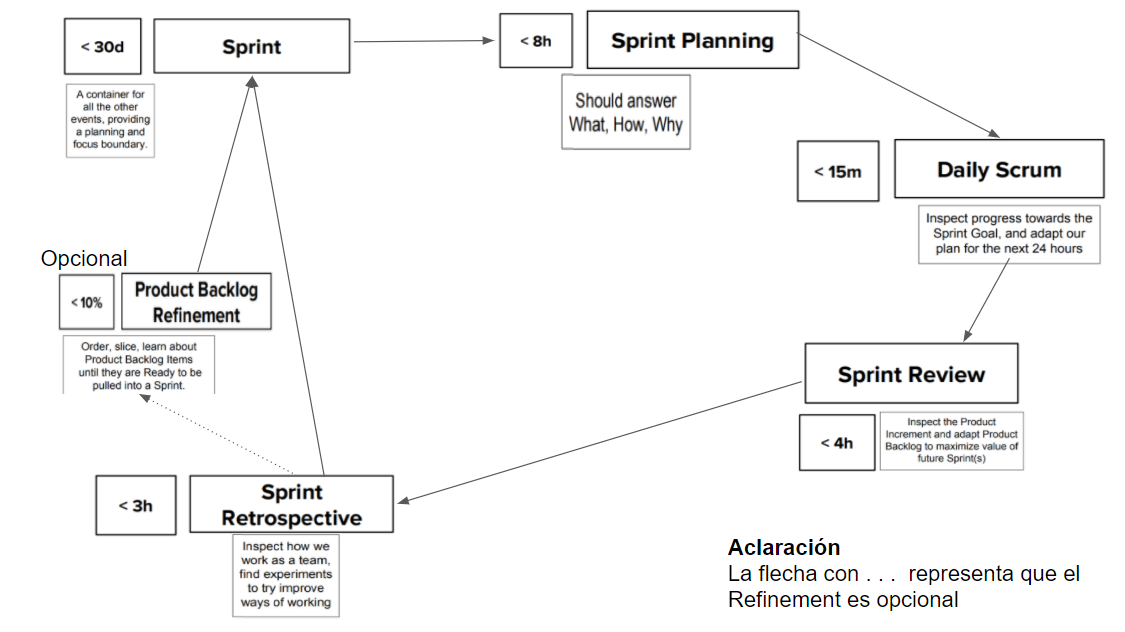 < 30d
Sprint
A container for
all the other
events, providing
a planning and
focus boundary.
< 8h
Sprint Planning
Should answer
What, How, Why
< 15m
Daily Scrum
Inspect progress towards the
Sprint Goal, and adapt our
plan for the next 24 hours
Opcional
< 10%
Product Backlog
Refinement
Order, slice, learn about
Product Backlog Items
until they are Ready to be
pulled into a Sprint.
Sprint Review
< 4h
Inspect the Product
Increment and adapt Product
Backlog to maximize value of
future Sprint(s)
< 3h
Sprint
Retrospective
Inspect how we
work as a team,
find experiments
to try improve
ways of working
Aclaración
La flecha con . . . representa que el
Refinement es opcional